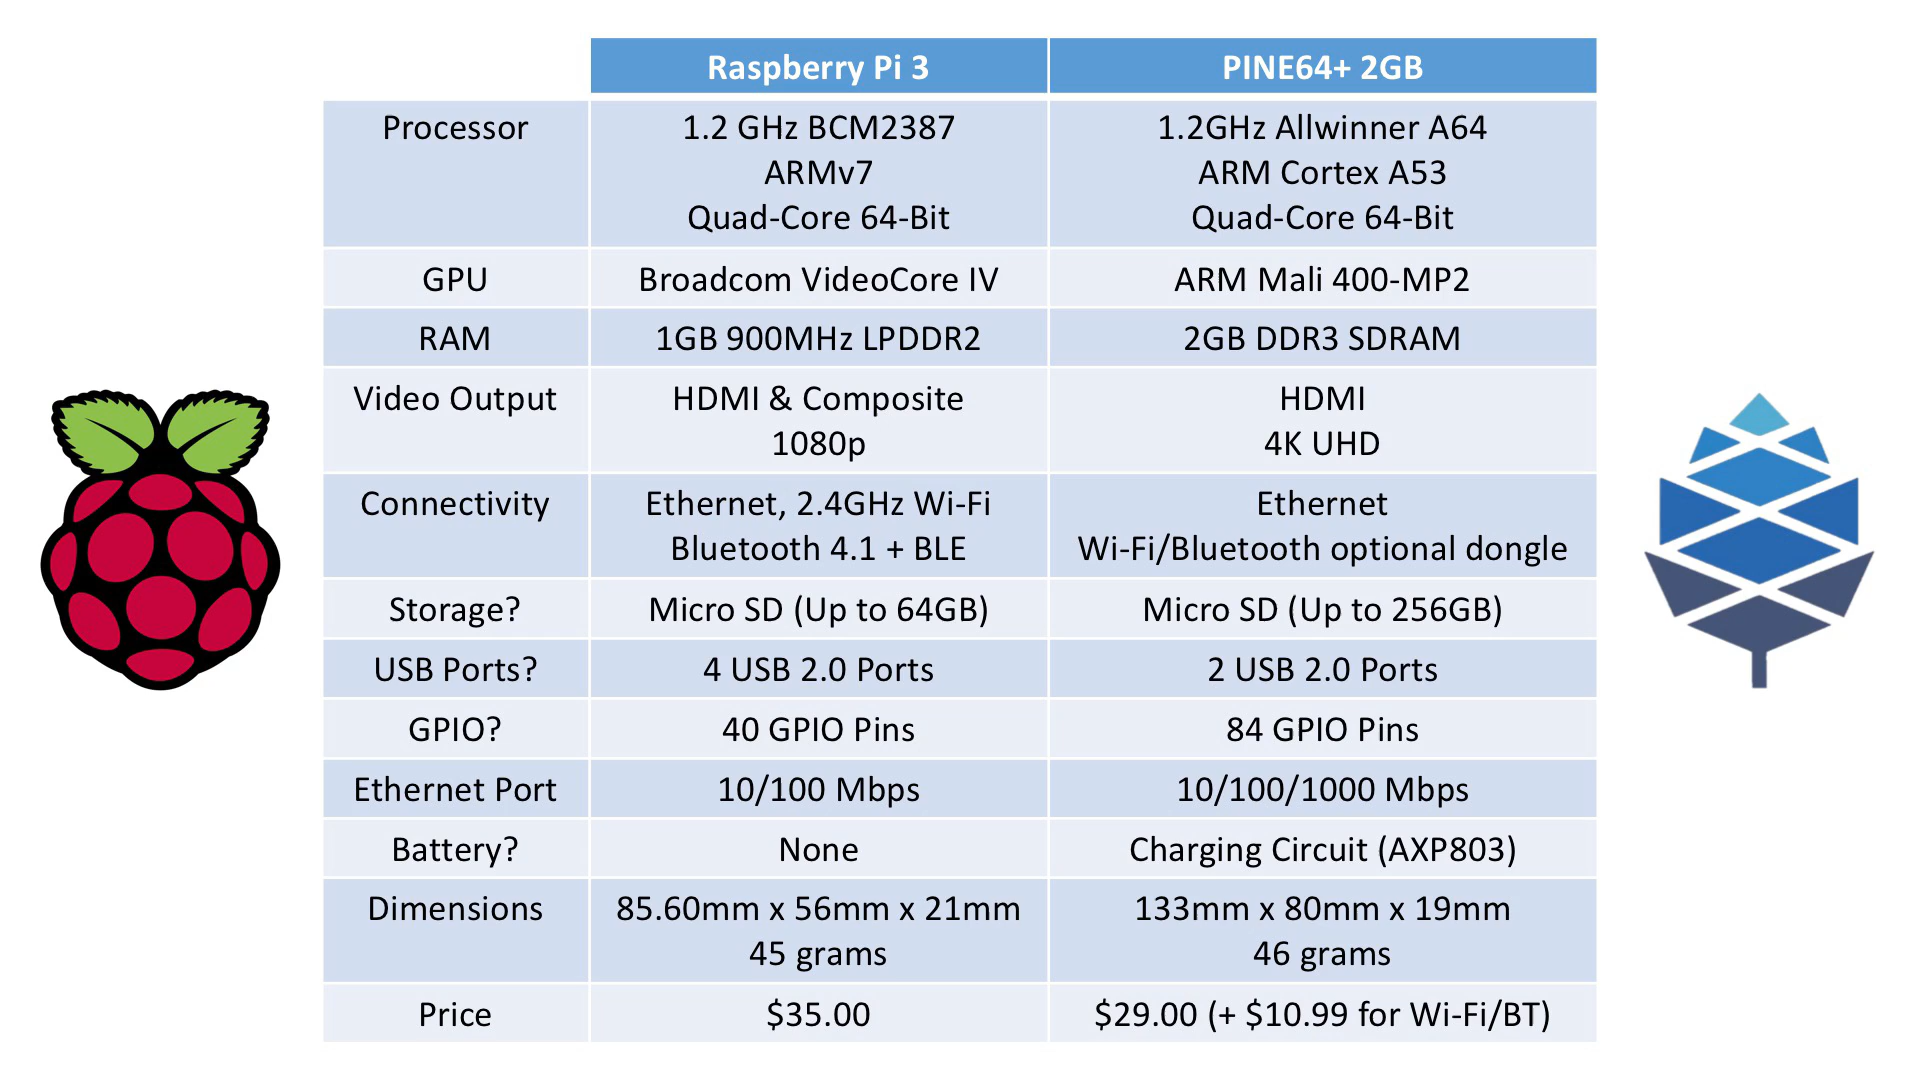 Raspberry Pi 3 PINE64+ 2GB
Processor 1.2 GHz BCM2387 1.2GHz Allwinner A64
ARMv7 ARM Cortex A53
Quad-Core 64-Bit Quad-Core 64-Bit
GPU Broadcom VideoCore IV ARM Mali 400-MP2
RAM 1GB 900MHz LPDDR2 2GB DDR3 SDRAM
Video Output HDMI & Composite HDMI
1080p 4K UHD
Connectivity Ethernet, 2.4GHz Wi-Fi Ethernet
Bluetooth 4.1 + BLE Wi-Fi/Bluetooth optional dongle
Storage? Micro SD (Up to 64GB) Micro SD (Up to 256GB)
USB Ports? 4 USB 2.0 Ports 2 USB 2.0 Ports
GPIO? 40 GPIO Pins 84 GPIO Pins
Ethernet Port 10/100 Mbps 10/100/1000 Mbps
Battery? None Charging Circuit (AXP803)
Dimensions 85.60mm x 56mm x 21mm 133mm x 80mm x 19mm
45 grams 46 grams
Price $35.00 $29.00 (+ $10.99 for Wi-Fi/BT)